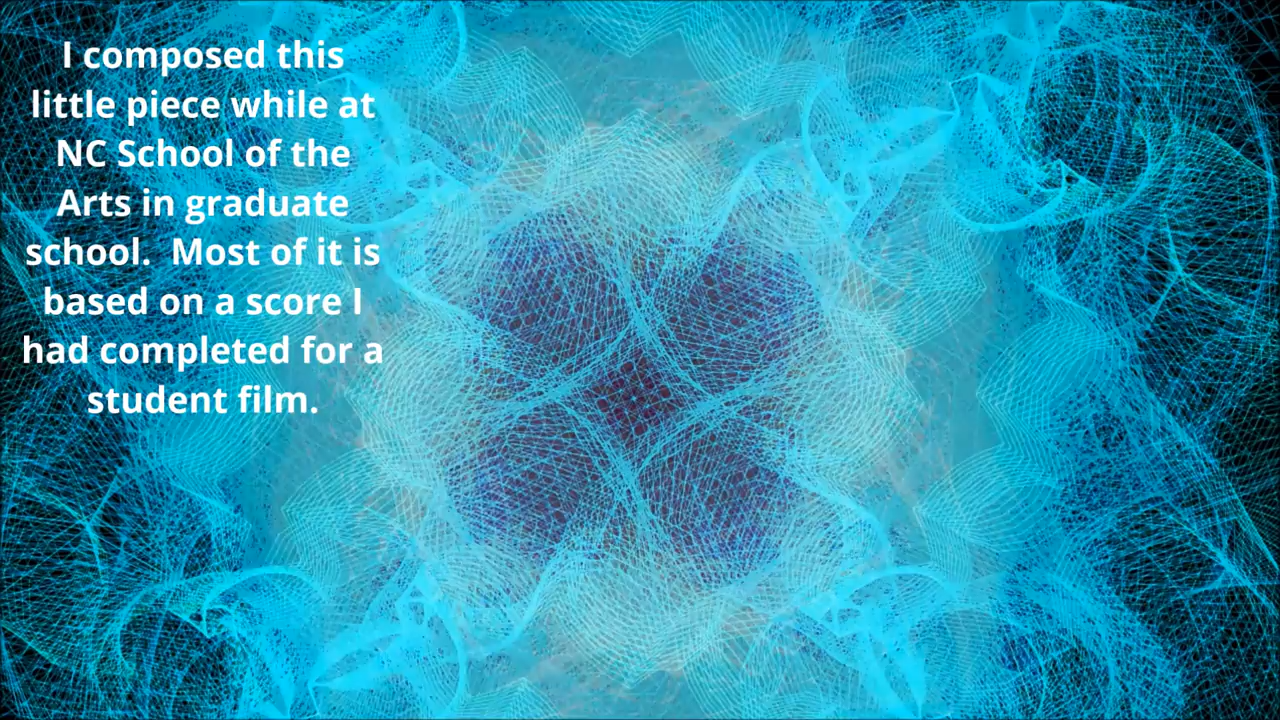 I composed this
little piece while at
NC School of the
Arts in graduate
school.  Most of it is
based on a score I
had completed for a
student film.